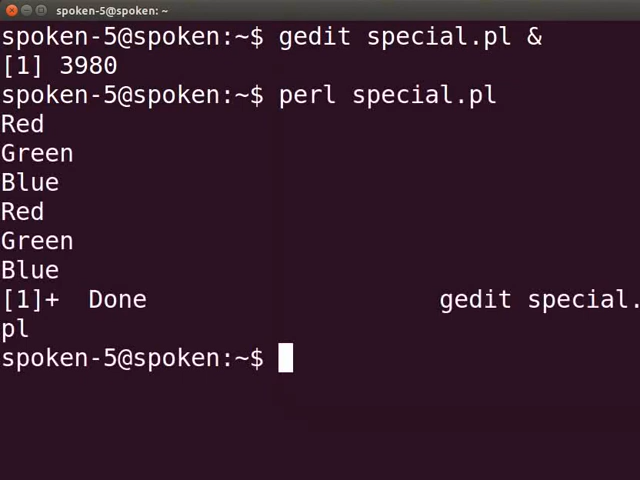 spoken-5@spoken: ~
spoken-5@spoken:~$ gedit special.pl &
[1] 3980
spoken-5@spoken:~$ perl special.pl
Red
Green
Blue
Red
Green
Blue
[1]+  Done                    gedit special.
pl
spoken-5@spoken:~$